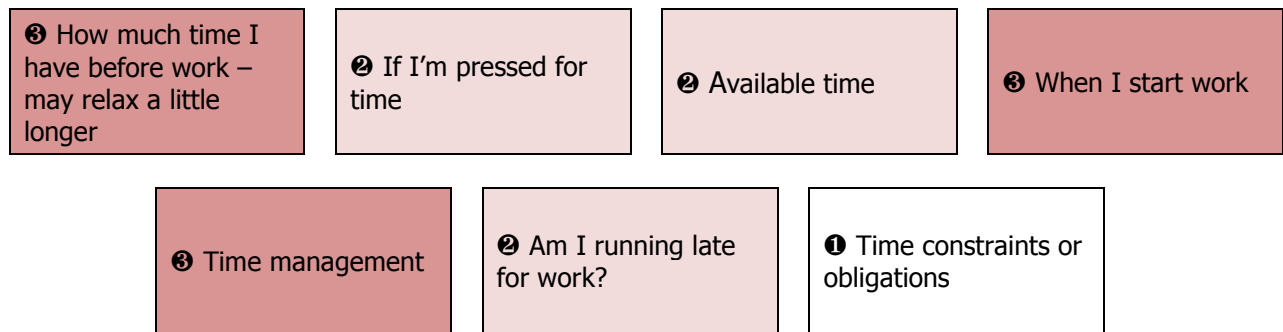 ❸ How much time I
have before work –
may relax a little
longer
❷ If I’m pressed for
time
❷ Available time
❸ When I start work
❸ Time management
❷ Am I running late
for work?
❶ Time constraints or
obligations